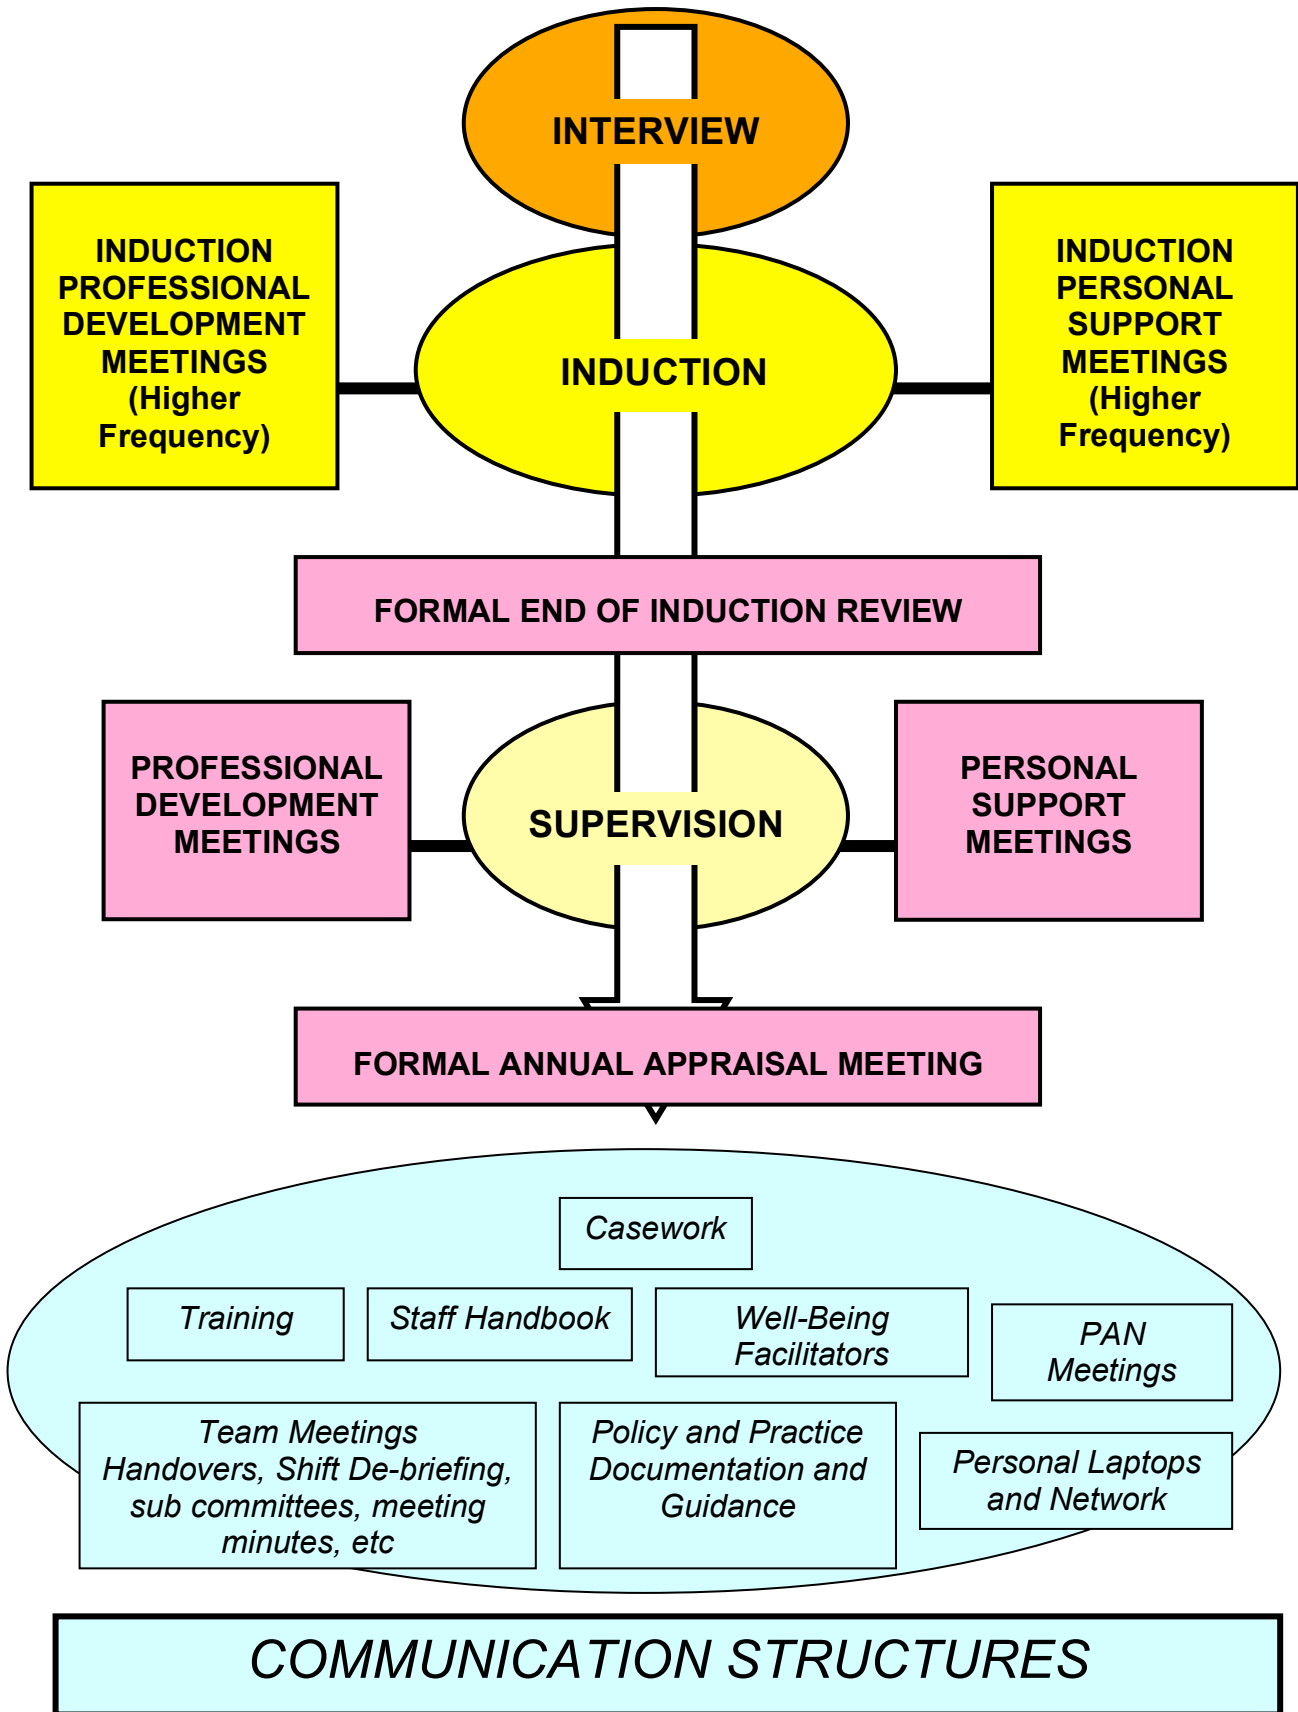 INTERVIEW
INDUCTION
PROFESSIONAL
DEVELOPMENT
MEETINGS
(Higher
Frequency)
INDUCTION
INDUCTION
PERSONAL
SUPPORT
MEETINGS
(Higher
Frequency)
FORMAL END OF INDUCTION REVIEW
PROFESSIONAL
DEVELOPMENT
MEETINGS
SUPERVISION
PERSONAL
SUPPORT
MEETINGS
FORMAL ANNUAL APPRAISAL MEETING
Casework
Training
Staff Handbook
Well-Being
Facilitators
PAN
Meetings
Team Meetings
Handovers, Shift De-briefing,
sub committees, meeting
minutes, etc
Policy and Practice
Documentation and
Guidance
Personal Laptops
and Network
COMMUNICATION STRUCTURES